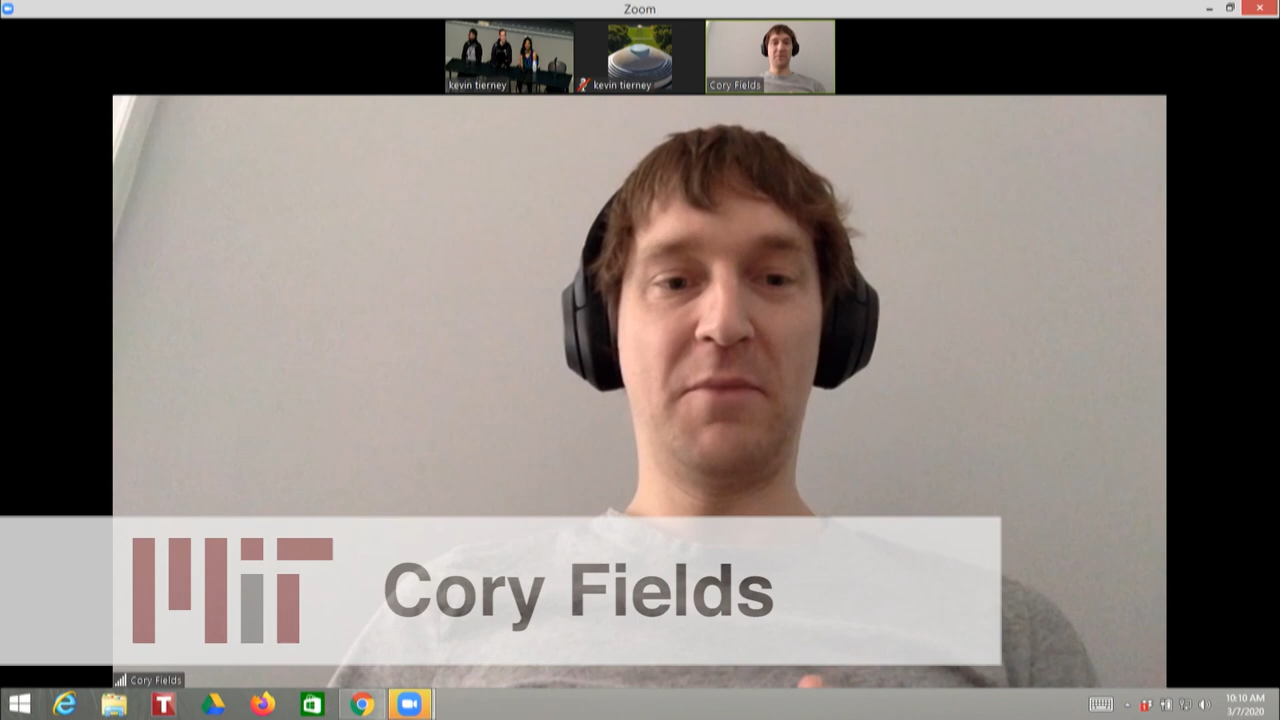 Zoom
kevin tierney
kevin tierney
Cory Fields
MIT
Cory Fields
Cory Fields
T
10:10 AM
3/7/2020